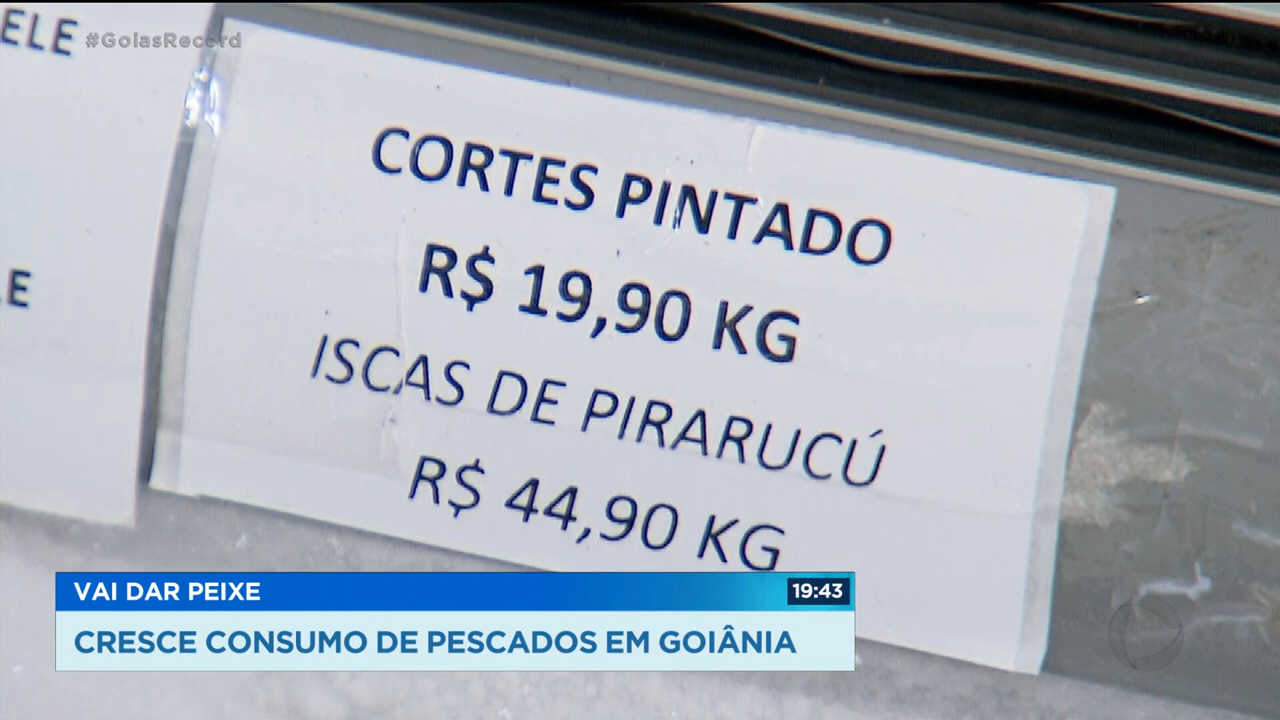 ELE
#GoiasRecord
CORTES PINTADO
R$ 19,90 KG
ISCAS DE PIRARUCÚ
R$ 44,90 KG
LE
VAI DAR PEIXE
19:43
CRESCE CONSUMO DE PESCADOS EM GOIÂNIA